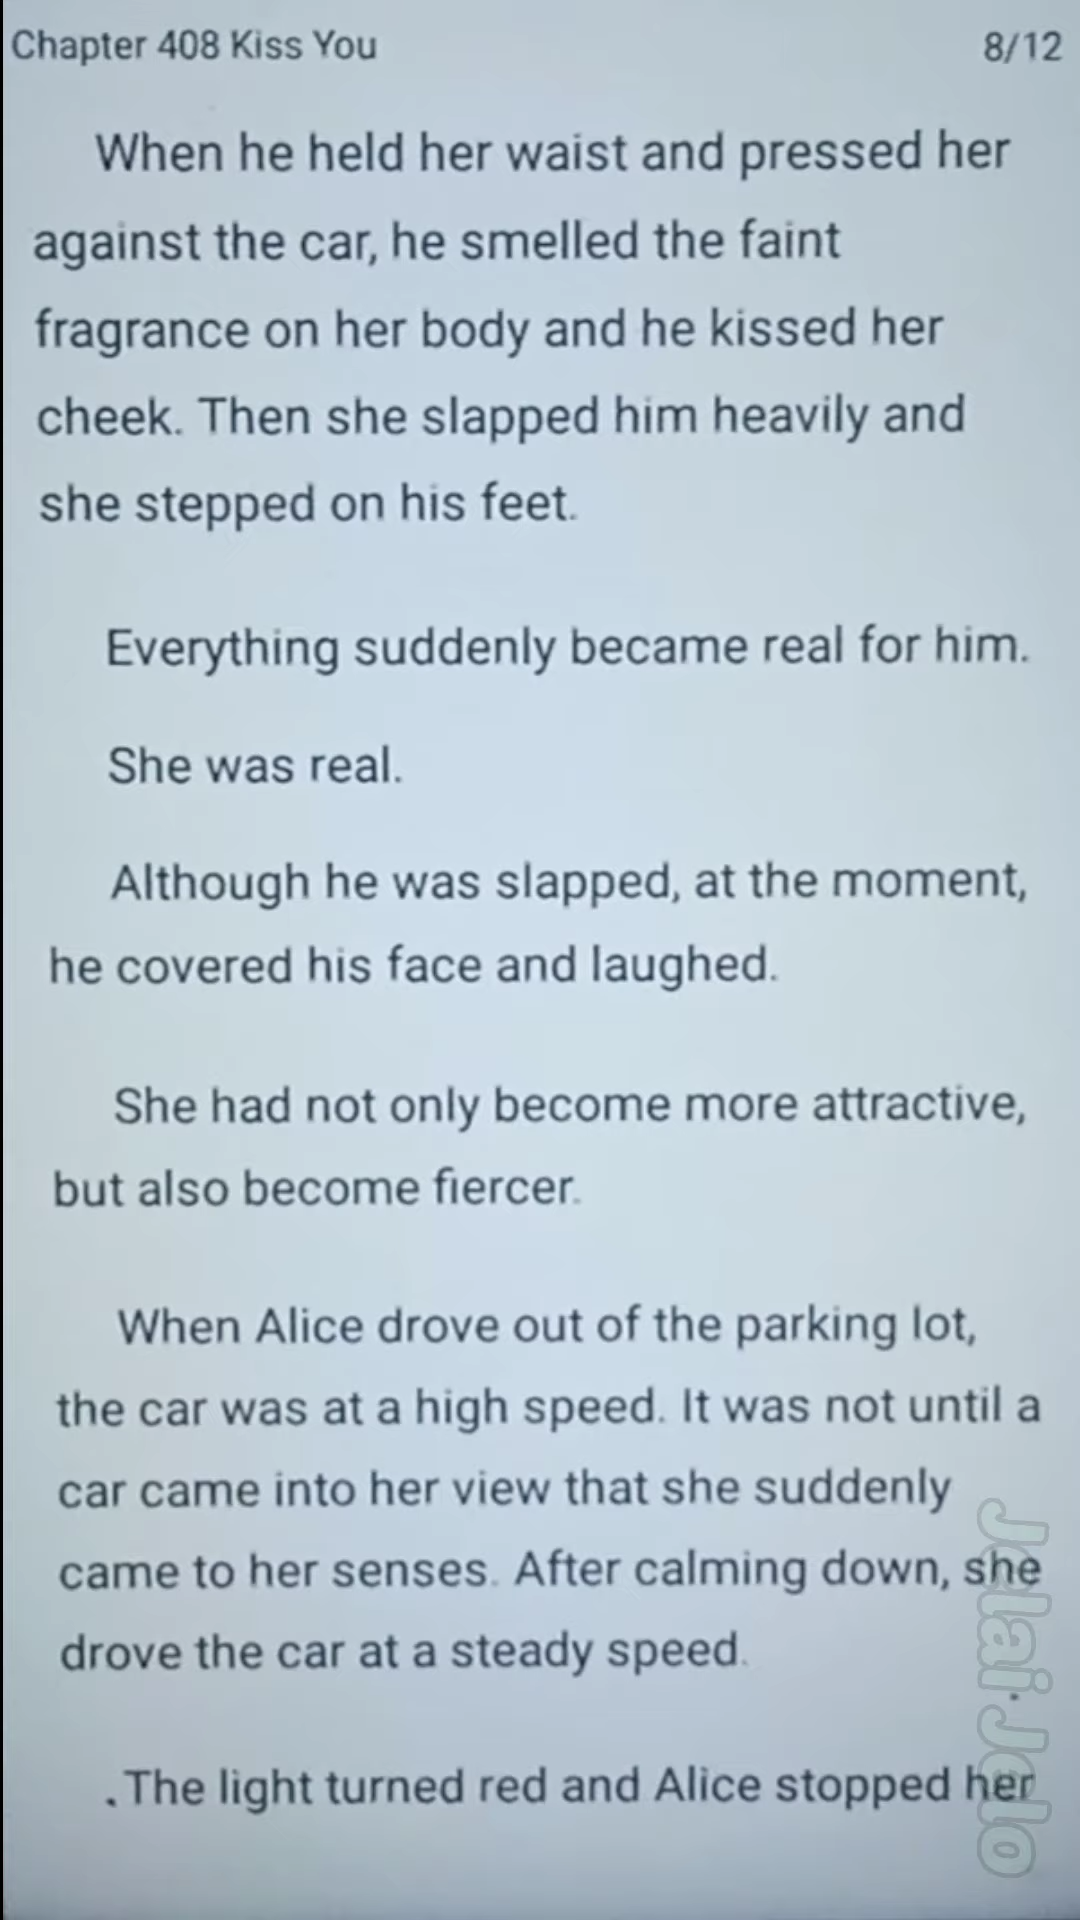 Chapter 408 Kiss You
8/12
When he held her waist and pressed her
against the car, he smelled the faint
fragrance on her body and he kissed her
cheek. Then she slapped him heavily and
she stepped on his feet.
Everything suddenly became real for him.
She was real.
Although he was slapped, at the moment,
he covered his face and laughed.
She had not only become more attractive,
but also become fiercer.
When Alice drove out of the parking lot,
the car was at a high speed. It was not until a
car came into her view that she suddenly
came to her senses. After calming down, she
drove the car at a steady speed.
.The light turned red and Alice stopped her
Jelai Jolo